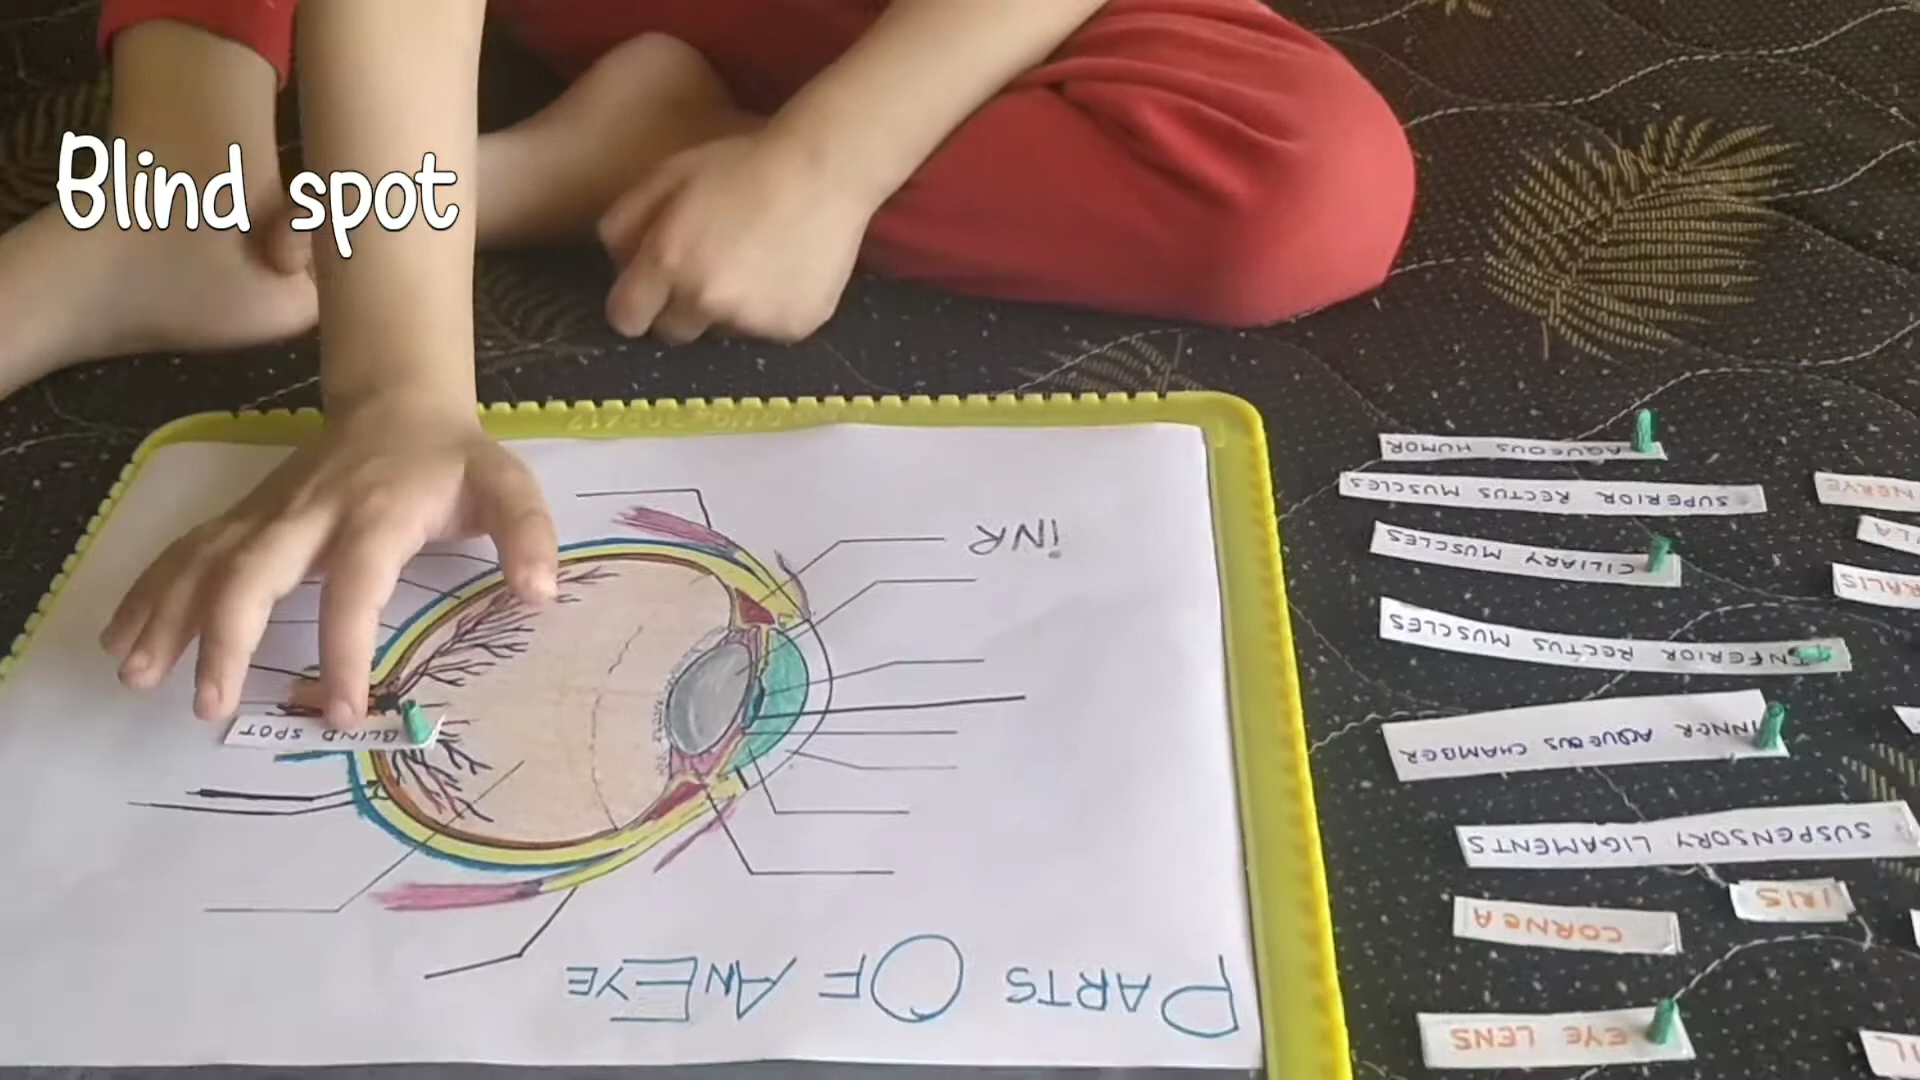 Blind spot
INR
BLIND SPOT
PARTS OF AN EYE
AQUEOUS HUMOR
SUPERIOR RECTUS MUSCLES
CILIARY MUSCLES
INFERIOR RECTUS MUSCLES
INNER AQUEOUS CHAMBER
SUSPENSORY LIGAMENTS
IRIS
CORNEA
EYE LENS